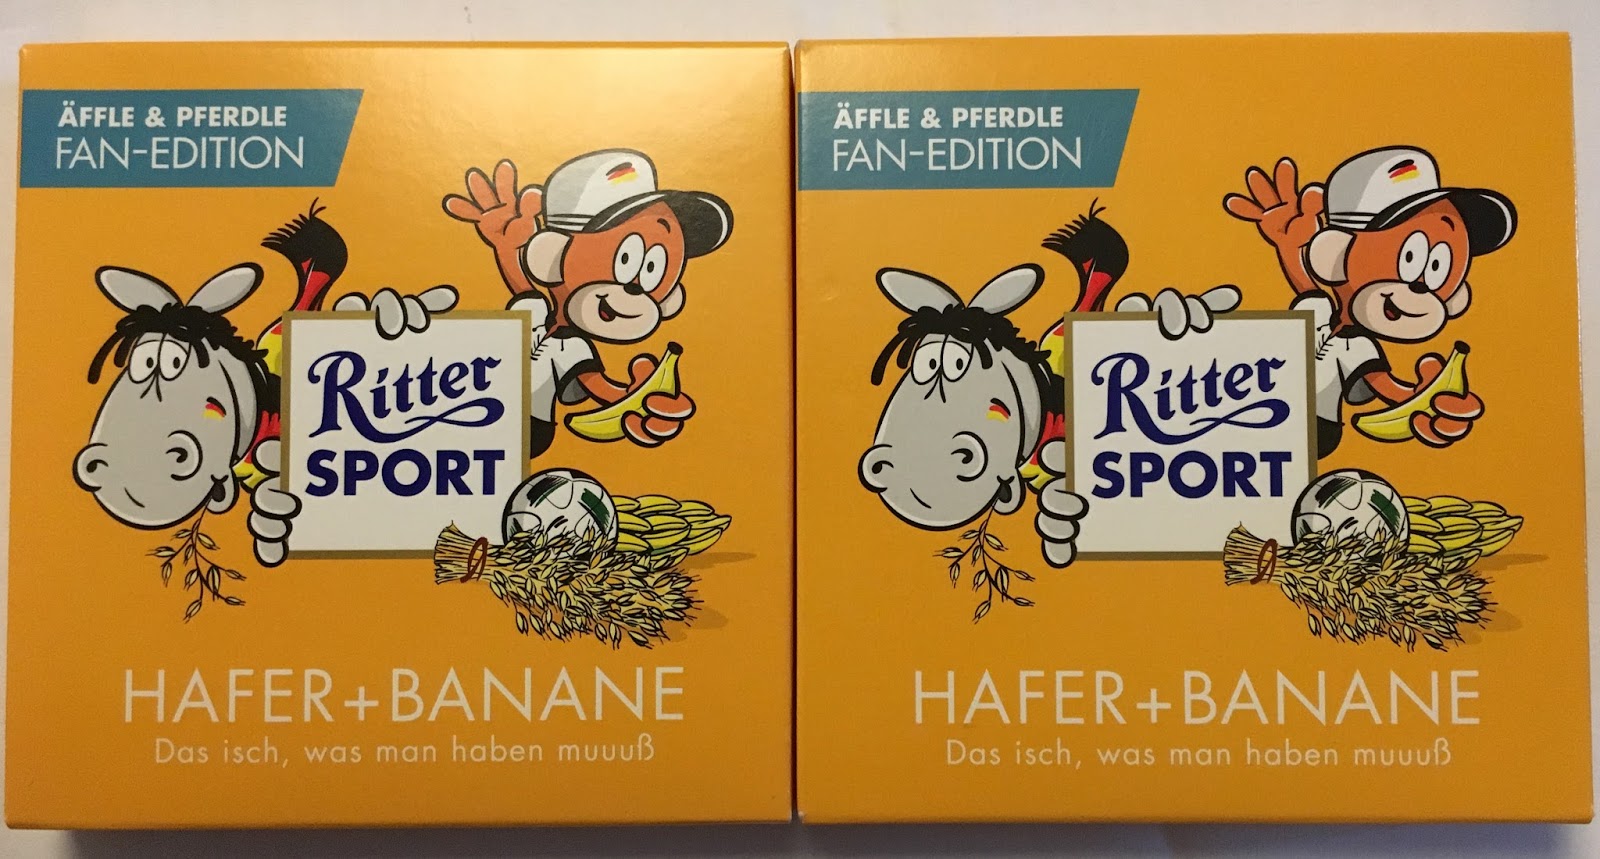 ÄFFLE & PFERDLE
FAN-EDITION
Ritter
SPORT
HAFER+BANANE
Das isch, was man haben muuuß
ÄFFLE & PFERDLE
FAN-EDITION
Ritter
SPORT
HAFER+BANANE
Das isch, was man haben muuuß